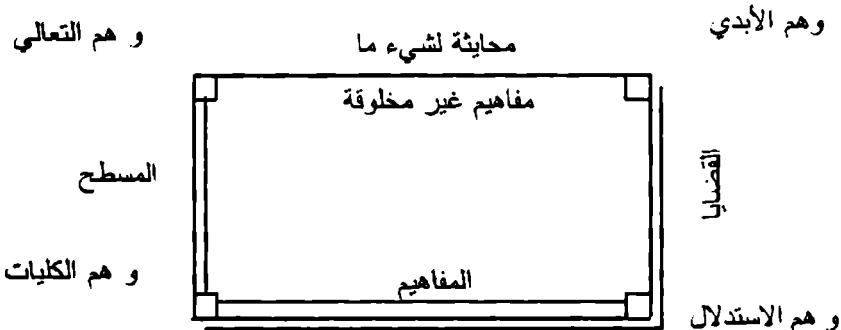 وهم الأبدي
محايثة لشيء ما
و هم التعالي
مفاهيم غير مخلوقة
القضايا
المسطح
المفاهيم
و هم الكليات
و هم الاستدلال